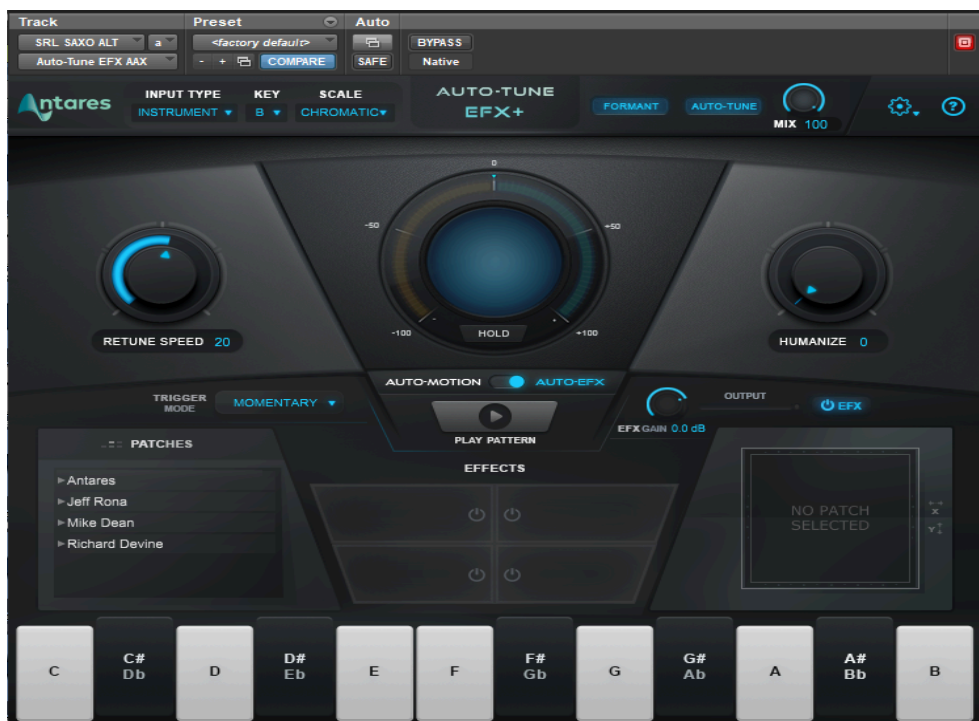 Track Preset Auto
SRL SAXO ALT a <factory default> BYPASS
Auto-Tune EFX AAX - + COMPARE SAFE Native
Antares
INPUT TYPE KEY SCALE
INSTRUMENT B CHROMATIC
AUTO-TUNE
EFX+
FORMANT AUTO-TUNE
MIX 100
?
0
-50 +50
-100 +100
HOLD
RETUNE SPEED 20
HUMANIZE 0
AUTO-MOTION AUTO-EFX
TRIGGER
MODE
MOMENTARY
PLAY PATTERN
OUTPUT
EFX GAIN 0.0 dB
EFX
PATCHES
Antares
Jeff Rona
Mike Dean
Richard Devine
EFFECTS
NO PATCH
SELECTED
X
Y
C C# D D# E F F# G G# A A# B
Db Eb Gb Ab Bb